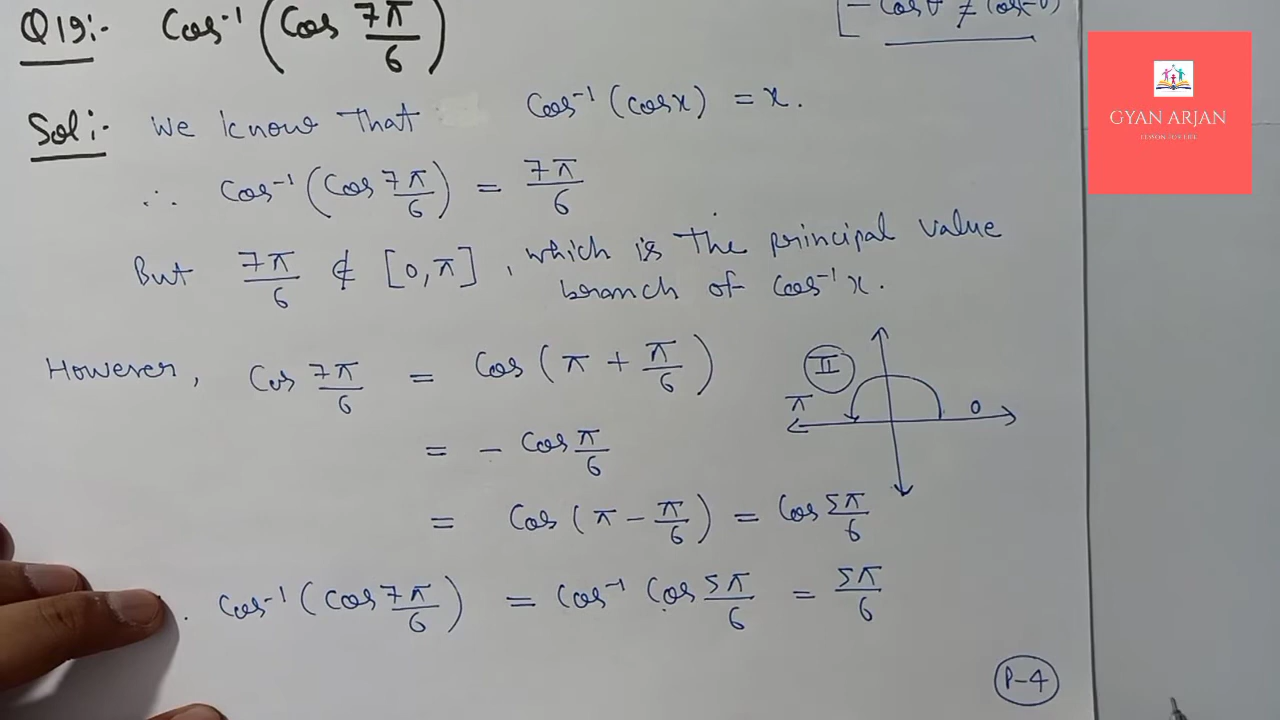 Q19:- Cos⁻¹(Cos 7π/6)
[- Cosθ ≠ Cos(-θ)
GYAN ARJAN
Sol:- We know that Cos⁻¹(cosx) = x.
∴ Cos⁻¹(Cos 7π/6) = 7π/6
But 7π/6 ∉ [0,π], which is the principal value
branch of Cos⁻¹x.
However, Cos 7π/6 = Cos(π + π/6)
II
π 0
= - Cos π/6
= Cos(π - π/6) = Cos 5π/6
. Cos⁻¹(Cos 7π/6) = Cos⁻¹ Cos 5π/6 = 5π/6
P-4